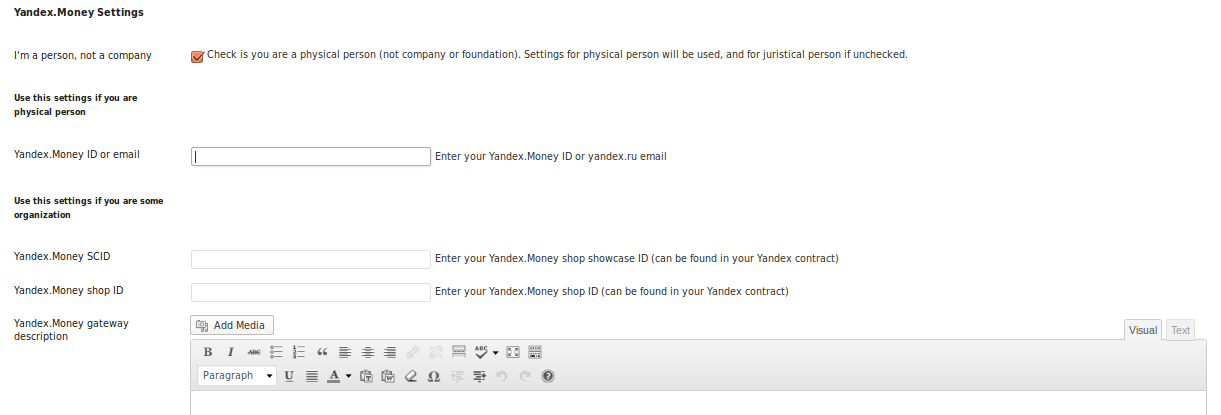 Yandex.Money Settings
I'm a person, not a company
Check is you are a physical person (not company or foundation). Settings for physical person will be used, and for juristical person if unchecked.
Use this settings if you are
physical person
Yandex.Money ID or email
Enter your Yandex.Money ID or yandex.ru email
Use this settings if you are some
organization
Yandex.Money SCID
Enter your Yandex.Money shop showcase ID (can be found in your Yandex contract)
Yandex.Money shop ID
Enter your Yandex.Money shop ID (can be found in your Yandex contract)
Yandex.Money gateway
description
Add Media
Visual
Text
B I ABC ABC
Paragraph U A Ω